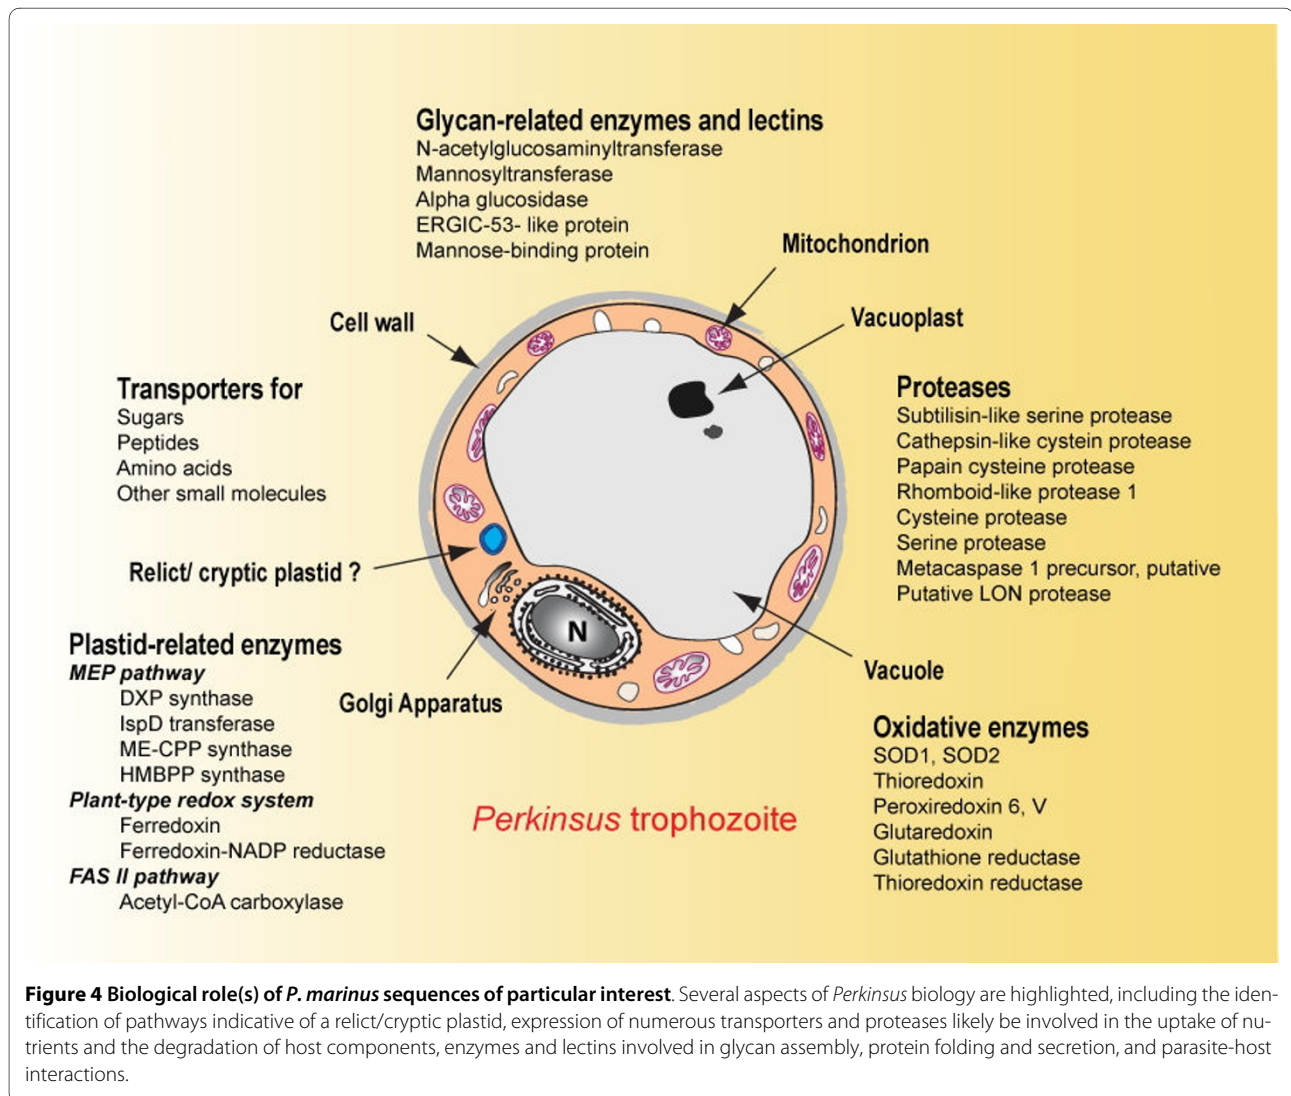 Glycan-related enzymes and lectins
N-acetylglucosaminyltransferase
Mannosyltransferase
Alpha glucosidase
ERGIC-53- like protein
Mannose-binding protein
Mitochondrion
Vacuoplast
Cell wall
Transporters for
Sugars
Peptides
Amino acids
Other small molecules
Proteases
Subtilisin-like serine protease
Cathepsin-like cystein protease
Papain cysteine protease
Rhomboid-like protease 1
Cysteine protease
Serine protease
Metacaspase 1 precursor, putative
Putative LON protease
Relict/ cryptic plastid ?
N
Plastid-related enzymes
MEP pathway
DXP synthase
IspD transferase
ME-CPP synthase
HMBPP synthase
Plant-type redox system
Ferredoxin
Ferredoxin-NADP reductase
FAS II pathway
Acetyl-CoA carboxylase
Golgi Apparatus
Vacuole
Oxidative enzymes
SOD1, SOD2
Thioredoxin
Peroxiredoxin 6, V
Glutaredoxin
Glutathione reductase
Thioredoxin reductase
Perkinsus trophozoite
Figure 4 Biological role(s) of P. marinus sequences of particular interest. Several aspects of Perkinsus biology are highlighted, including the iden-
tification of pathways indicative of a relict/cryptic plastid, expression of numerous transporters and proteases likely be involved in the uptake of nu-
trients and the degradation of host components, enzymes and lectins involved in glycan assembly, protein folding and secretion, and parasite-host
interactions.